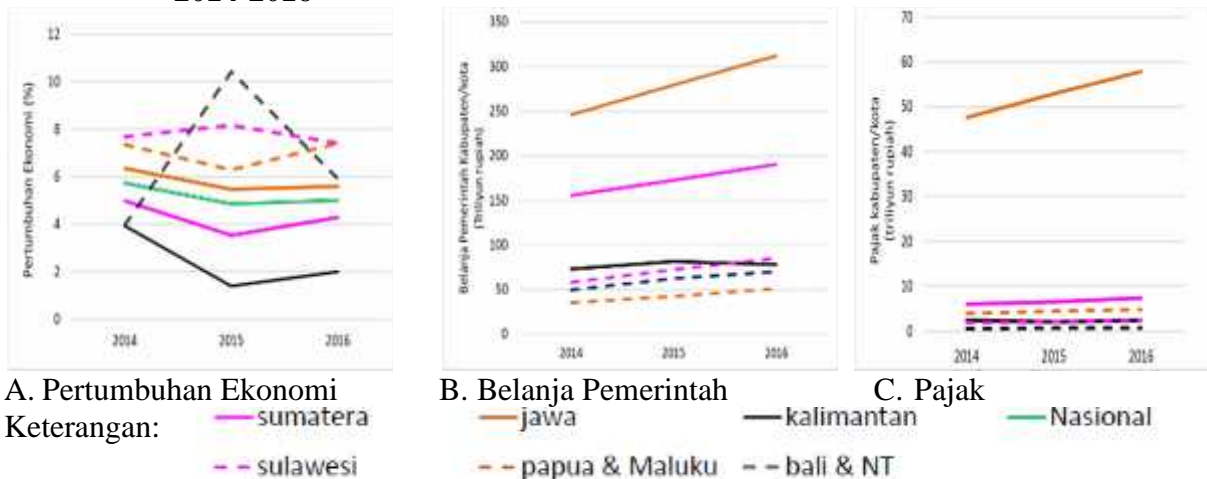 12
10
8
6
4
2
0
Pertumbuhan Ekonomi (%)
2014 2015 2016
350
300
250
200
150
100
50
0
Belanja Pemerintah Kabupaten/kota
(Triliyun rupiah)
2014 2015 2016
70
60
50
40
30
20
10
0
Pajak kabupaten/kota
(triliyun rupiah)
2014 2015 2016
A. Pertumbuhan Ekonomi B. Belanja Pemerintah C. Pajak
Keterangan: sumatera jawa kalimantan Nasional
sulawesi papua & Maluku bali & NT